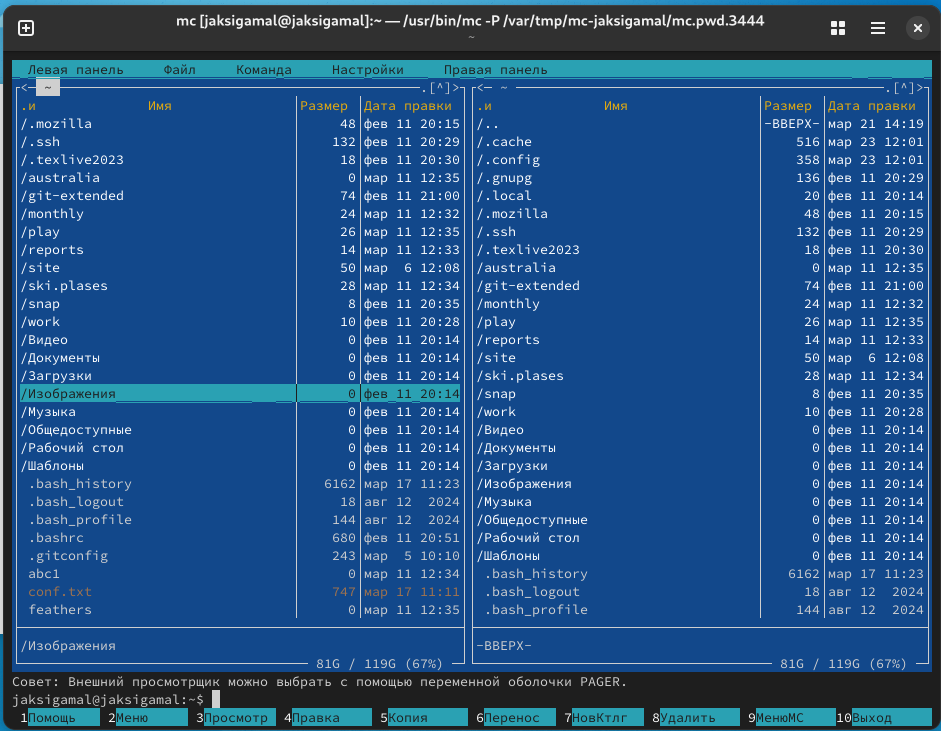 mc [jaksigamal@jaksigamal]:~ — /usr/bin/mc -P /var/tmp/mc-jaksigamal/mc.pwd.3444
~
Левая панель Файл Команда Настройки Правая панель
<— ~ .[^]> <— ~ .[^]>
.и Имя Размер Дата правки .и Имя Размер Дата правки
/.mozilla 48 фев 11 20:15 /.. -ВВЕРХ- мар 21 14:19
/.ssh 132 фев 11 20:29 /.cache 516 мар 23 12:01
/.texlive2023 18 фев 11 20:30 /.config 358 мар 23 12:01
/australia 0 мар 11 12:35 /.gnupg 136 фев 11 20:29
/git-extended 74 фев 11 21:00 /.local 20 фев 11 20:14
/monthly 24 мар 11 12:32 /.mozilla 48 фев 11 20:15
/play 26 мар 11 12:35 /.ssh 132 фев 11 20:29
/reports 14 мар 11 12:33 /.texlive2023 18 фев 11 20:30
/site 50 мар 6 12:08 /australia 0 мар 11 12:35
/ski.plases 28 мар 11 12:34 /git-extended 74 фев 11 21:00
/snap 8 фев 11 20:35 /monthly 24 мар 11 12:32
/work 10 фев 11 20:28 /play 26 мар 11 12:35
/Видео 0 фев 11 20:14 /reports 14 мар 11 12:33
/Документы 0 фев 11 20:14 /site 50 мар 6 12:08
/Загрузки 0 фев 11 20:14 /ski.plases 28 мар 11 12:34
/Изображения 0 фев 11 20:14 /snap 8 фев 11 20:35
/Музыка 0 фев 11 20:14 /work 10 фев 11 20:28
/Общедоступные 0 фев 11 20:14 /Видео 0 фев 11 20:14
/Рабочий стол 0 фев 11 20:14 /Документы 0 фев 11 20:14
/Шаблоны 0 фев 11 20:14 /Загрузки 0 фев 11 20:14
.bash_history 6162 мар 17 11:23 /Изображения 0 фев 11 20:14
.bash_logout 18 авг 12 2024 /Музыка 0 фев 11 20:14
.bash_profile 144 авг 12 2024 /Общедоступные 0 фев 11 20:14
.bashrc 680 фев 11 20:51 /Рабочий стол 0 фев 11 20:14
.gitconfig 243 мар 5 10:10 /Шаблоны 0 фев 11 20:14
abc1 0 мар 11 12:34 .bash_history 6162 мар 17 11:23
conf.txt 747 мар 17 11:11 .bash_logout 18 авг 12 2024
feathers 0 мар 11 12:35 .bash_profile 144 авг 12 2024
/Изображения -ВВЕРХ-
81G / 119G (67%) 81G / 119G (67%)
Совет: Внешний просмотрщик можно выбрать с помощью переменной оболочки PAGER.
jaksigamal@jaksigamal:~$
1Помощь 2Меню 3Просмотр 4Правка 5Копия 6Перенос 7НовКтлг 8Удалить 9МенюМС 10Выход